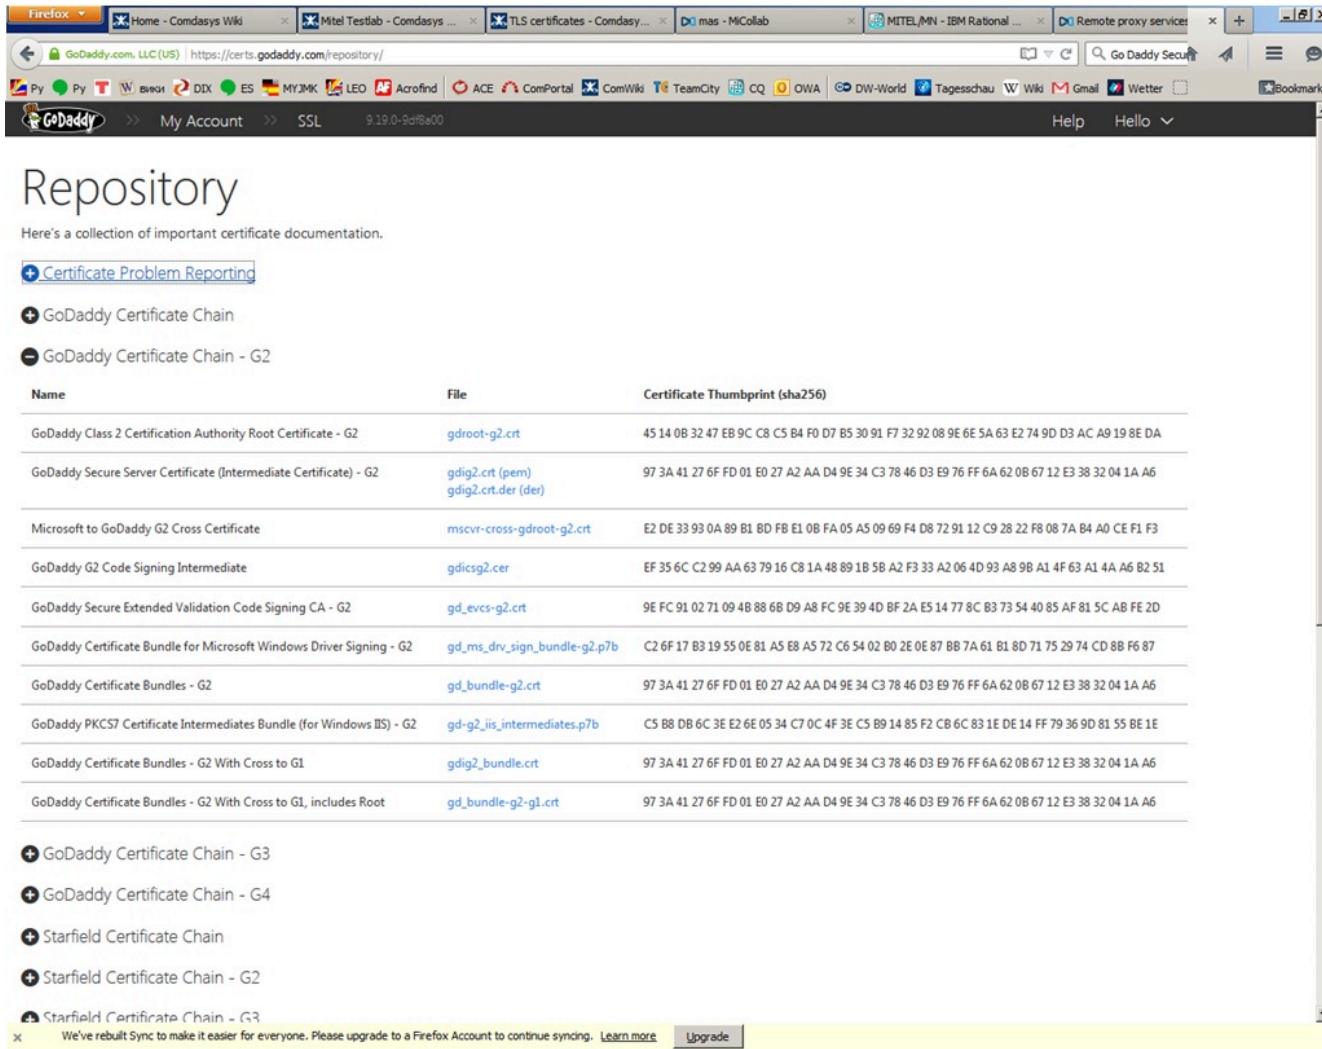 Firefox
Home - Comdasys Wiki
Mitel Testlab - Comdasys ...
TLS certificates - Comdasy...
mas - MiCollab
MITEL/MN - IBM Rational ...
Remote proxy services
GoDaddy.com, LLC (US) https://certs.godaddy.com/repository/
Go Daddy Secu
Py Py T W вики DIX ES MYJMK LEO AF Acrofind ACE ComPortal ComWiki TeamCity CQ OWA DW-World Tagesschau W Wiki Gmail Wetter Bookmark
GoDaddy >> My Account >> SSL 9.19.0-9df8a00 Help Hello
Repository
Here's a collection of important certificate documentation.
Certificate Problem Reporting
GoDaddy Certificate Chain
GoDaddy Certificate Chain - G2
Name File Certificate Thumbprint (sha256)
GoDaddy Class 2 Certification Authority Root Certificate - G2 gdroot-g2.crt 45 14 0B 32 47 EB 9C C8 C5 B4 F0 D7 B5 30 91 F7 32 92 08 9E 6E 5A 63 E2 74 9D D3 AC A9 19 8E DA
GoDaddy Secure Server Certificate (Intermediate Certificate) - G2 gdig2.crt (pem) 97 3A 41 27 6F FD 01 E0 27 A2 AA D4 9E 34 C3 78 46 D3 E9 76 FF 6A 62 0B 67 12 E3 38 32 04 1A A6
gdig2.crt.der (der)
Microsoft to GoDaddy G2 Cross Certificate mscvr-cross-gdroot-g2.crt E2 DE 33 93 0A 89 B1 BD FB E1 0B FA 05 A5 09 69 F4 D8 72 91 12 C9 28 22 F8 08 7A B4 A0 CE F1 F3
GoDaddy G2 Code Signing Intermediate gdicsg2.cer EF 35 6C C2 99 AA 63 79 16 C8 1A 48 89 1B 5B A2 F3 33 A2 06 4D 93 A8 9B A1 4F 63 A1 4A A6 B2 51
GoDaddy Secure Extended Validation Code Signing CA - G2 gd_evcs-g2.crt 9E FC 91 02 71 09 4B 88 6B D9 A8 FC 9E 39 4D BF 2A E5 14 77 8C B3 73 54 40 85 AF 81 5C AB FE 2D
GoDaddy Certificate Bundle for Microsoft Windows Driver Signing - G2 gd_ms_drv_sign_bundle-g2.p7b C2 6F 17 B3 19 55 0E 81 A5 E8 A5 72 C6 54 02 B0 2E 0E 87 BB 7A 61 B1 8D 71 75 29 74 CD 8B F6 87
GoDaddy Certificate Bundles - G2 gd_bundle-g2.crt 97 3A 41 27 6F FD 01 E0 27 A2 AA D4 9E 34 C3 78 46 D3 E9 76 FF 6A 62 0B 67 12 E3 38 32 04 1A A6
GoDaddy PKCS7 Certificate Intermediates Bundle (for Windows IIS) - G2 gd-g2_iis_intermediates.p7b C5 B8 DB 6C 3E E2 6E 05 34 C7 0C 4F 3E C5 B9 14 85 F2 CB 6C 83 1E DE 14 FF 79 36 9D 81 55 BE 1E
GoDaddy Certificate Bundles - G2 With Cross to G1 gdig2_bundle.crt 97 3A 41 27 6F FD 01 E0 27 A2 AA D4 9E 34 C3 78 46 D3 E9 76 FF 6A 62 0B 67 12 E3 38 32 04 1A A6
GoDaddy Certificate Bundles - G2 With Cross to G1, includes Root gd_bundle-g2-g1.crt 97 3A 41 27 6F FD 01 E0 27 A2 AA D4 9E 34 C3 78 46 D3 E9 76 FF 6A 62 0B 67 12 E3 38 32 04 1A A6
GoDaddy Certificate Chain - G3
GoDaddy Certificate Chain - G4
Starfield Certificate Chain
Starfield Certificate Chain - G2
Starfield Certificate Chain - G3
We've rebuilt Sync to make it easier for everyone. Please upgrade to a Firefox Account to continue syncing. Learn more Upgrade